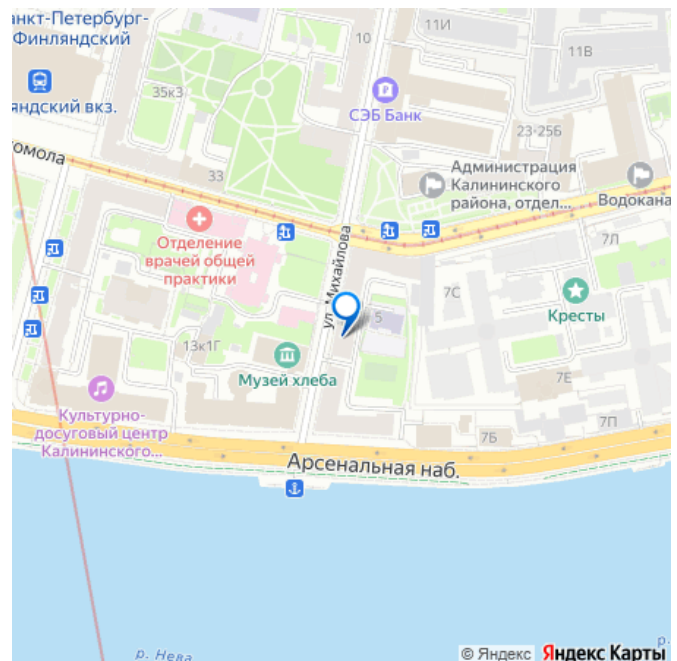 анкт-Петербург-
Финляндский
10
11И
11В
яндский вкз.
35к3
СЭБ Банк
23-25Б
омола
33
Администрация
Калининского
района, отдел...
Водокана
Отделение
врачей общей
практики
ул. Михайлова
7Л
7С
5
Кресты
13к1Г
Музей хлеба
7Е
Культурно-
досуговый центр
Калининского...
7Б
7П
Арсенальная наб.
р. Нева
р.
© Яндекс Яндекс Карты